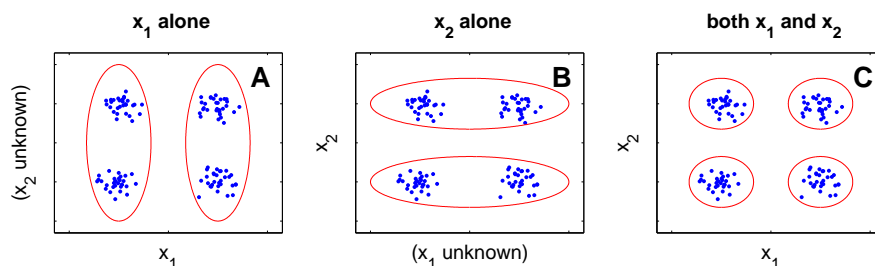 x₁ alone
A
(x₂ unknown)
x₁
x₂ alone
B
x₂
(x₁ unknown)
both x₁ and x₂
C
x₂
x₁